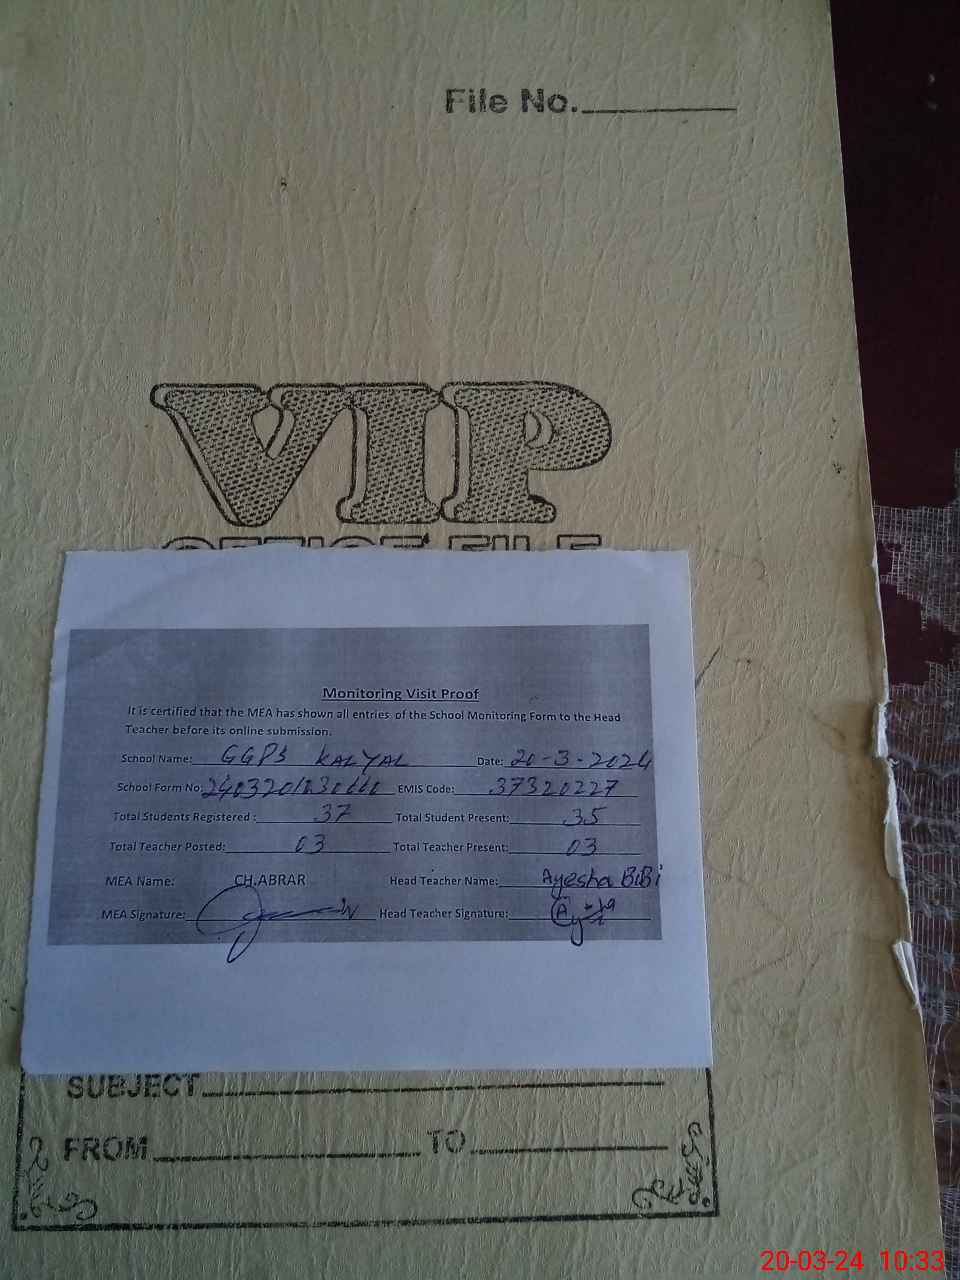 File No.
VIP
OFFICE FILE
Monitoring Visit Proof
It is certified that the MEA has shown all entries of the School Monitoring Form to the Head
Teacher before its online submission.
School Name: GGPS KALYAL Date: 20-3-2024
School Form No: EMIS Code: 37320227
Total Students Registered : 37 Total Student Present: 35
Total Teacher Posted: 03 Total Teacher Present: 03
MEA Name: CH.ABRAR Head Teacher Name: Ayesha BiBi
MEA Signature: Head Teacher Signature:
SUBJECT
FROM TO
20-03-24 10:33